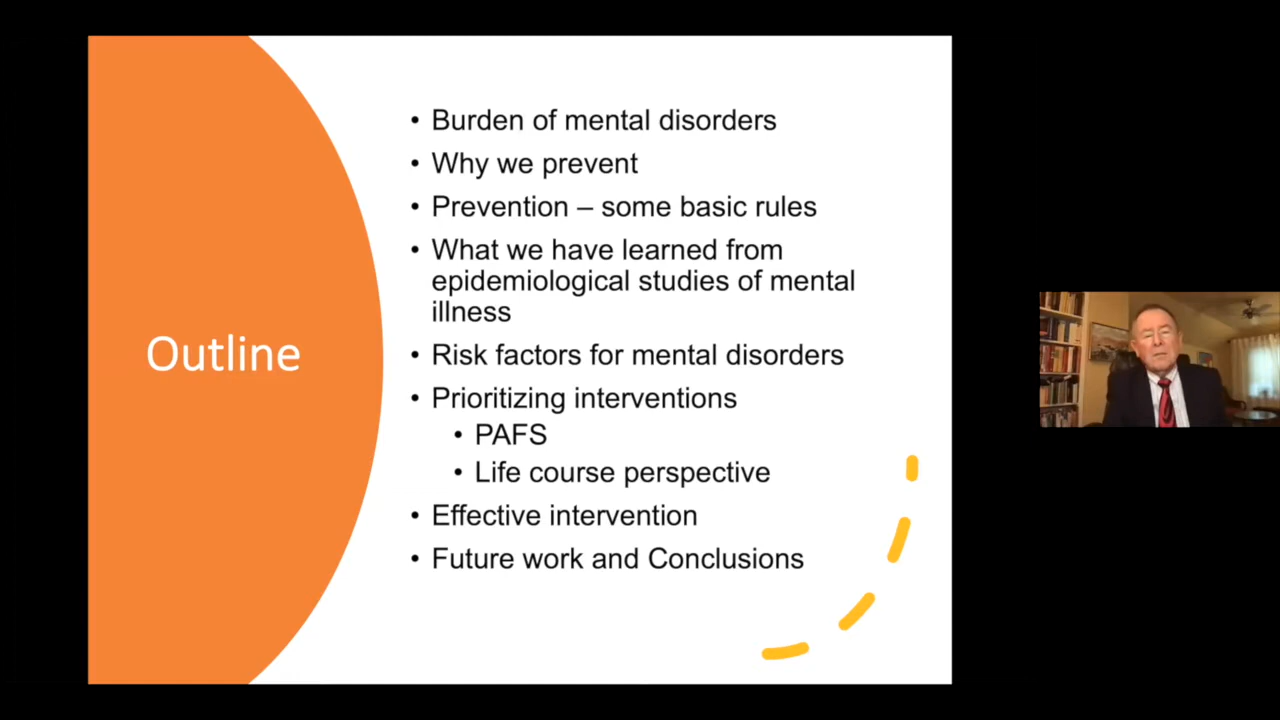 Outline
• Burden of mental disorders
• Why we prevent
• Prevention – some basic rules
• What we have learned from
epidemiological studies of mental
illness
• Risk factors for mental disorders
• Prioritizing interventions
• PAFS
• Life course perspective
• Effective intervention
• Future work and Conclusions